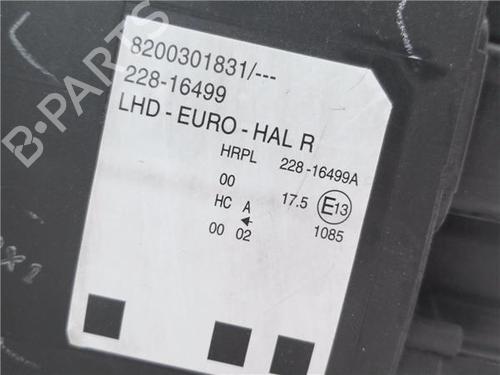 8200301831/---
228-16499
LHD - EURO - HAL R
HRPL 228 -16499A
00
HC A 17.5 E13
00 02 1085
B-PARTS